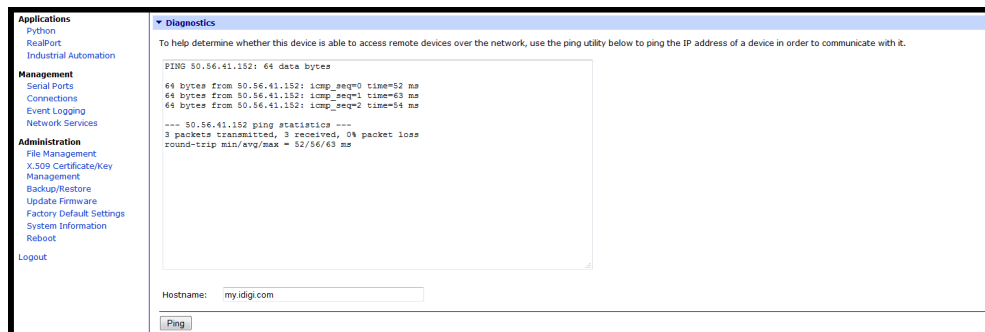 Applications
Python
RealPort
Industrial Automation
Management
Serial Ports
Connections
Event Logging
Network Services
Administration
File Management
X.509 Certificate/Key
Management
Backup/Restore
Update Firmware
Factory Default Settings
System Information
Reboot
Logout
Diagnostics
To help determine whether this device is able to access remote devices over the network, use the ping utility below to ping the IP address of a device in order to communicate with it.
PING 50.56.41.152: 64 data bytes
64 bytes from 50.56.41.152: icmp_seq=0 time=52 ms
64 bytes from 50.56.41.152: icmp_seq=1 time=63 ms
64 bytes from 50.56.41.152: icmp_seq=2 time=54 ms
--- 50.56.41.152 ping statistics ---
3 packets transmitted, 3 received, 0% packet loss
round-trip min/avg/max = 52/56/63 ms
Hostname: my.idigi.com
Ping